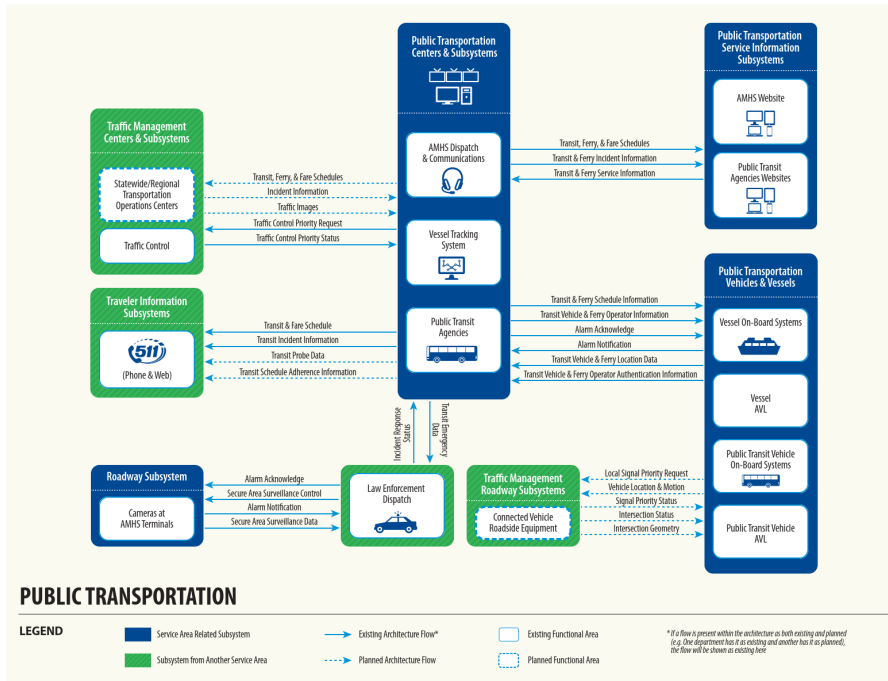 Public Transportation
Centers & Subsystems
AMHS Dispatch
& Communications
Vessel Tracking
System
Public Transit
Agencies
Public Transportation
Service Information
Subsystems
AMHS Website
Public Transit
Agencies Websites
Traffic Management
Centers & Subsystems
Statewide/Regional
Transportation
Operations Centers
Traffic Control
Transit, Ferry, & Fare Schedules
Incident Information
Traffic Images
Traffic Control Priority Request
Traffic Control Priority Status
Transit, Ferry, & Fare Schedules
Transit & Ferry Incident Information
Transit & Ferry Service Information
Traveler Information
Subsystems
511
(Phone & Web)
Transit & Fare Schedule
Transit Incident Information
Transit Probe Data
Transit Schedule Adherence Information
Transit & Ferry Schedule Information
Transit Vehicle & Ferry Operator Information
Alarm Acknowledge
Alarm Notification
Transit Vehicle & Ferry Location Data
Transit Vehicle & Ferry Operator Authentication Information
Public Transportation
Vehicles & Vessels
Vessel On-Board Systems
Vessel
AVL
Public Transit Vehicle
On-Board Systems
Public Transit Vehicle
AVL
Incident Response
Status
Transit Emergency
Data
Roadway Subsystem
Cameras at
AMHS Terminals
Alarm Acknowledge
Secure Area Surveillance Control
Alarm Notification
Secure Area Surveillance Data
Law Enforcement
Dispatch
Traffic Management
Roadway Subsystems
Connected Vehicle
Roadside Equipment
Local Signal Priority Request
Vehicle Location & Motion
Signal Priority Status
Intersection Status
Intersection Geometry
PUBLIC TRANSPORTATION
LEGEND
Service Area Related Subsystem
Subsystem from Another Service Area
Existing Architecture Flow*
Planned Architecture Flow
Existing Functional Area
Planned Functional Area
* If a flow is present within the architecture as both existing and planned
(e.g. One department has it as existing and another has it as planned),
the flow will be shown as existing here